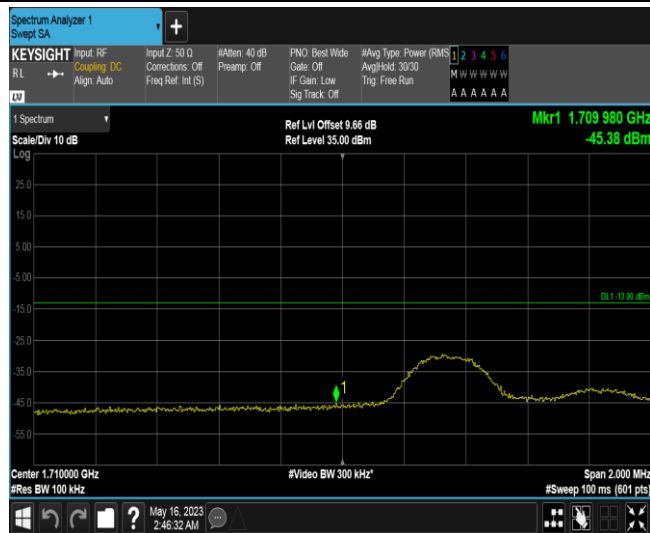 Spectrum Analyzer 1
Swept SA
+
KEYSIGHT
RL
Input: RF
Coupling: DC
Align: Auto
Input Z: 50 Ω
Corrections: Off
Freq Ref: Int (S)
#Atten: 40 dB
Preamp: Off
PNO: Best Wide
Gate: Off
IF Gain: Low
Sig Track: Off
#Avg Type: Power (RMS
Avg|Hold: 30/30
Trig: Free Run
1 2 3 4 5 6
M W W W W W
A A A A A A
LXI
1 Spectrum
Scale/Div 10 dB
Log
Ref Lvl Offset 9.66 dB
Ref Level 35.00 dBm
Mkr1 1.709 980 GHz
-45.38 dBm
25.0
15.0
5.00
-5.00
-15.0
-25.0
-35.0
-45.0
-55.0
DL1 -13.00 dBm
1
Center 1.710000 GHz
#Res BW 100 kHz
#Video BW 300 kHz*
Span 2.000 MHz
#Sweep 100 ms (601 pts)
?
May 16, 2023
2:46:32 AM